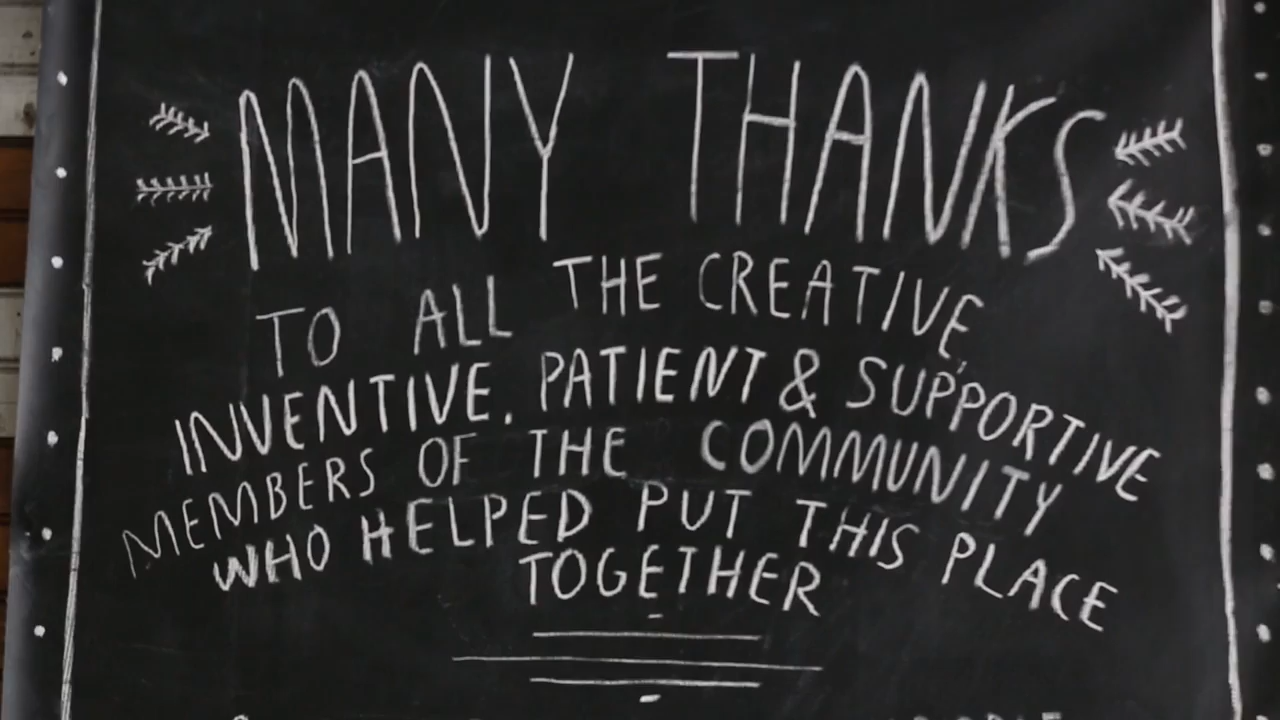 MANY THANKS
TO ALL THE CREATIVE,
INVENTIVE, PATIENT & SUPPORTIVE
MEMBERS OF THE COMMUNITY
WHO HELPED PUT THIS PLACE
TOGETHER